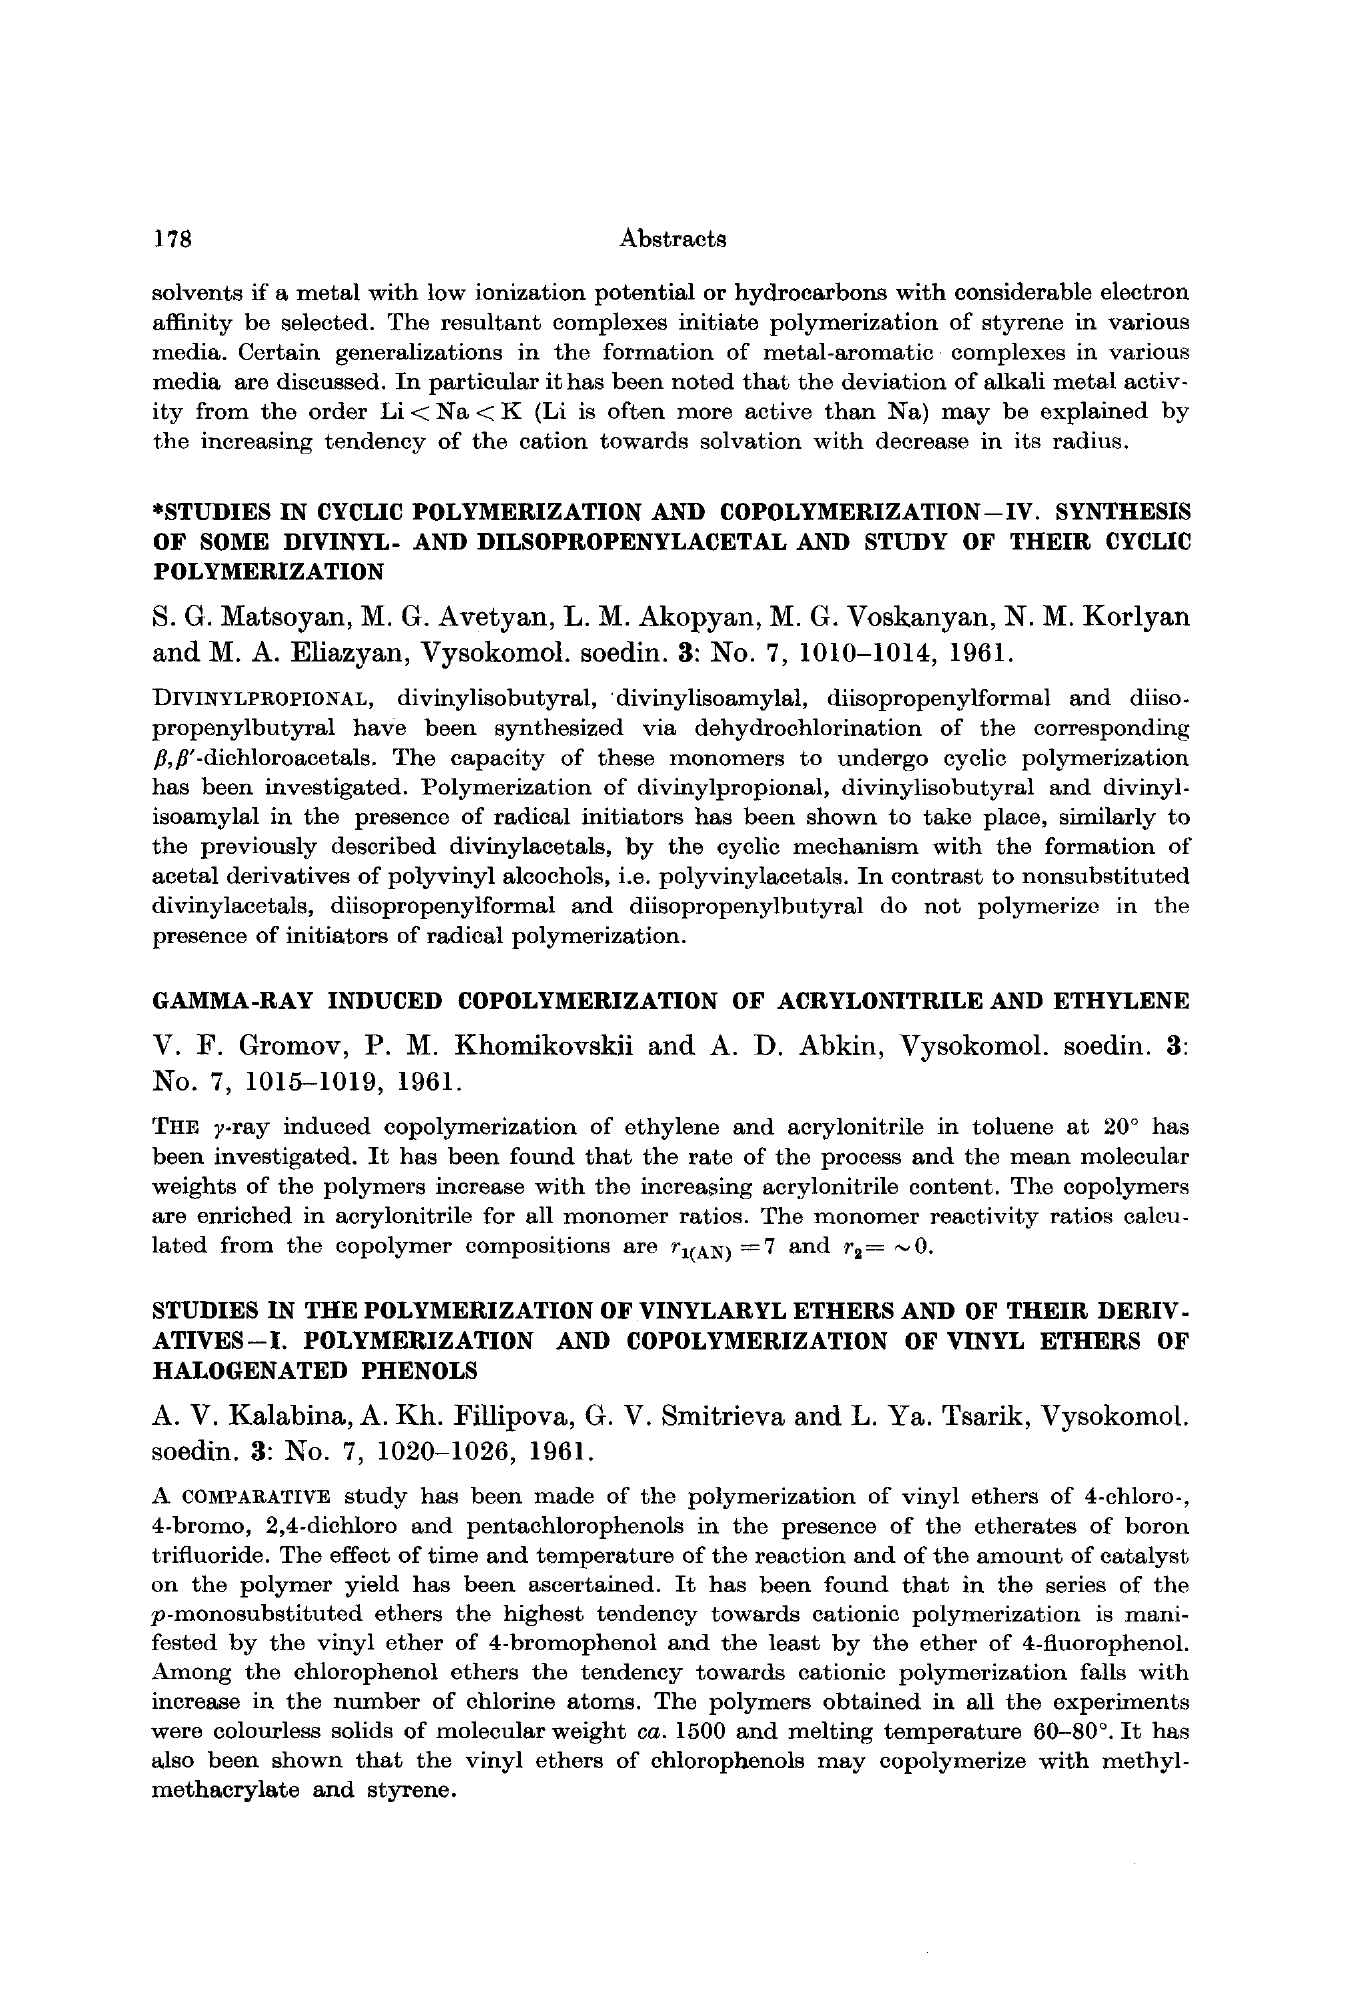 178 Abstracts
solvents if a metal with low ionization potential or hydrocarbons with considerable electron
affinity be selected. The resultant complexes initiate polymerization of styrene in various
media. Certain generalizations in the formation of metal-aromatic complexes in various
media are discussed. In particular it has been noted that the deviation of alkali metal activ-
ity from the order Li < Na < K (Li is often more active than Na) may be explained by
the increasing tendency of the cation towards solvation with decrease in its radius.
*STUDIES IN CYCLIC POLYMERIZATION AND COPOLYMERIZATION—IV. SYNTHESIS
OF SOME DIVINYL- AND DILSOPROPENYLACETAL AND STUDY OF THEIR CYCLIC
POLYMERIZATION
S. G. Matsoyan, M. G. Avetyan, L. M. Akopyan, M. G. Voskanyan, N. M. Korlyan
and M. A. Eliazyan, Vysokomol. soedin. 3: No. 7, 1010–1014, 1961.
DIVINYLPROPIONAL, divinylisobutyral, divinylisoamylal, diisopropenylformal and diiso-
propenylbutyral have been synthesized via dehydrochlorination of the corresponding
β,β′-dichloroacetals. The capacity of these monomers to undergo cyclic polymerization
has been investigated. Polymerization of divinylpropional, divinylisobutyral and divinyl-
isoamylal in the presence of radical initiators has been shown to take place, similarly to
the previously described divinylacetals, by the cyclic mechanism with the formation of
acetal derivatives of polyvinyl alcochols, i.e. polyvinylacetals. In contrast to nonsubstituted
divinylacetals, diisopropenylformal and diisopropenylbutyral do not polymerize in the
presence of initiators of radical polymerization.
GAMMA-RAY INDUCED COPOLYMERIZATION OF ACRYLONITRILE AND ETHYLENE
V. F. Gromov, P. M. Khomikovskii and A. D. Abkin, Vysokomol. soedin. 3:
No. 7, 1015–1019, 1961.
THE γ-ray induced copolymerization of ethylene and acrylonitrile in toluene at 20° has
been investigated. It has been found that the rate of the process and the mean molecular
weights of the polymers increase with the increasing acrylonitrile content. The copolymers
are enriched in acrylonitrile for all monomer ratios. The monomer reactivity ratios calcu-
lated from the copolymer compositions are r1(AN) = 7 and r2 = ~0.
STUDIES IN THE POLYMERIZATION OF VINYLARYL ETHERS AND OF THEIR DERIV-
ATIVES—I. POLYMERIZATION AND COPOLYMERIZATION OF VINYL ETHERS OF
HALOGENATED PHENOLS
A. V. Kalabina, A. Kh. Fillipova, G. V. Smitrieva and L. Ya. Tsarik, Vysokomol.
soedin. 3: No. 7, 1020–1026, 1961.
A COMPARATIVE study has been made of the polymerization of vinyl ethers of 4-chloro-,
4-bromo, 2,4-dichloro and pentachlorophenols in the presence of the etherates of boron
trifluoride. The effect of time and temperature of the reaction and of the amount of catalyst
on the polymer yield has been ascertained. It has been found that in the series of the
p-monosubstituted ethers the highest tendency towards cationic polymerization is mani-
fested by the vinyl ether of 4-bromophenol and the least by the ether of 4-fluorophenol.
Among the chlorophenol ethers the tendency towards cationic polymerization falls with
increase in the number of chlorine atoms. The polymers obtained in all the experiments
were colourless solids of molecular weight ca. 1500 and melting temperature 60–80°. It has
also been shown that the vinyl ethers of chlorophenols may copolymerize with methyl-
methacrylate and styrene.